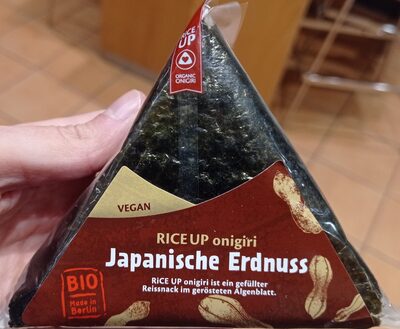 RICE
UP
ORGANIC
ONIGIRI
VEGAN
RiCE UP onigiri
Japanische Erdnuss
RiCE UP onigiri ist ein gefüllter
Reissnack im gerösteten Algenblatt.
BIO
Made in
Berlin